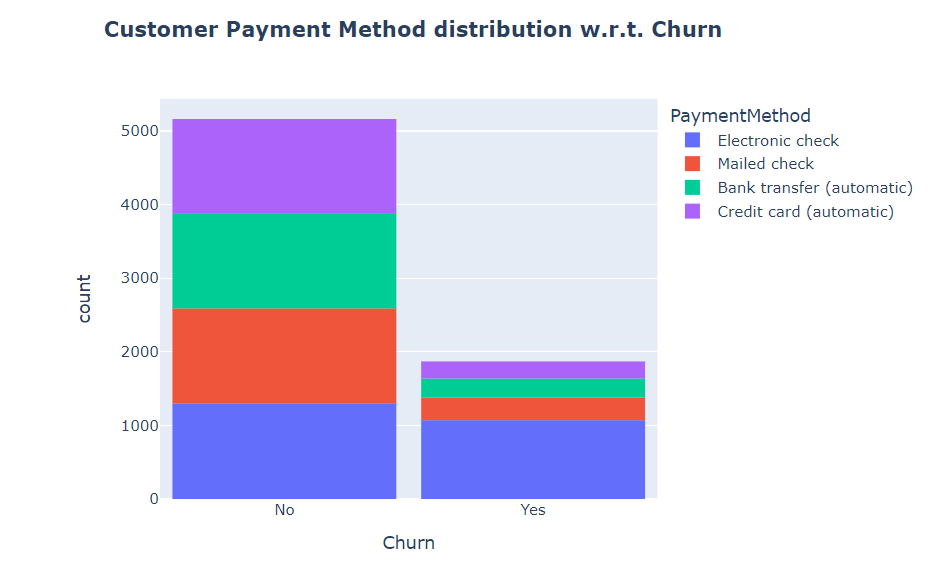 Customer Payment Method distribution w.r.t. Churn
PaymentMethod
Electronic check
Mailed check
Bank transfer (automatic)
Credit card (automatic)
count
5000
4000
3000
2000
1000
0
No
Yes
Churn